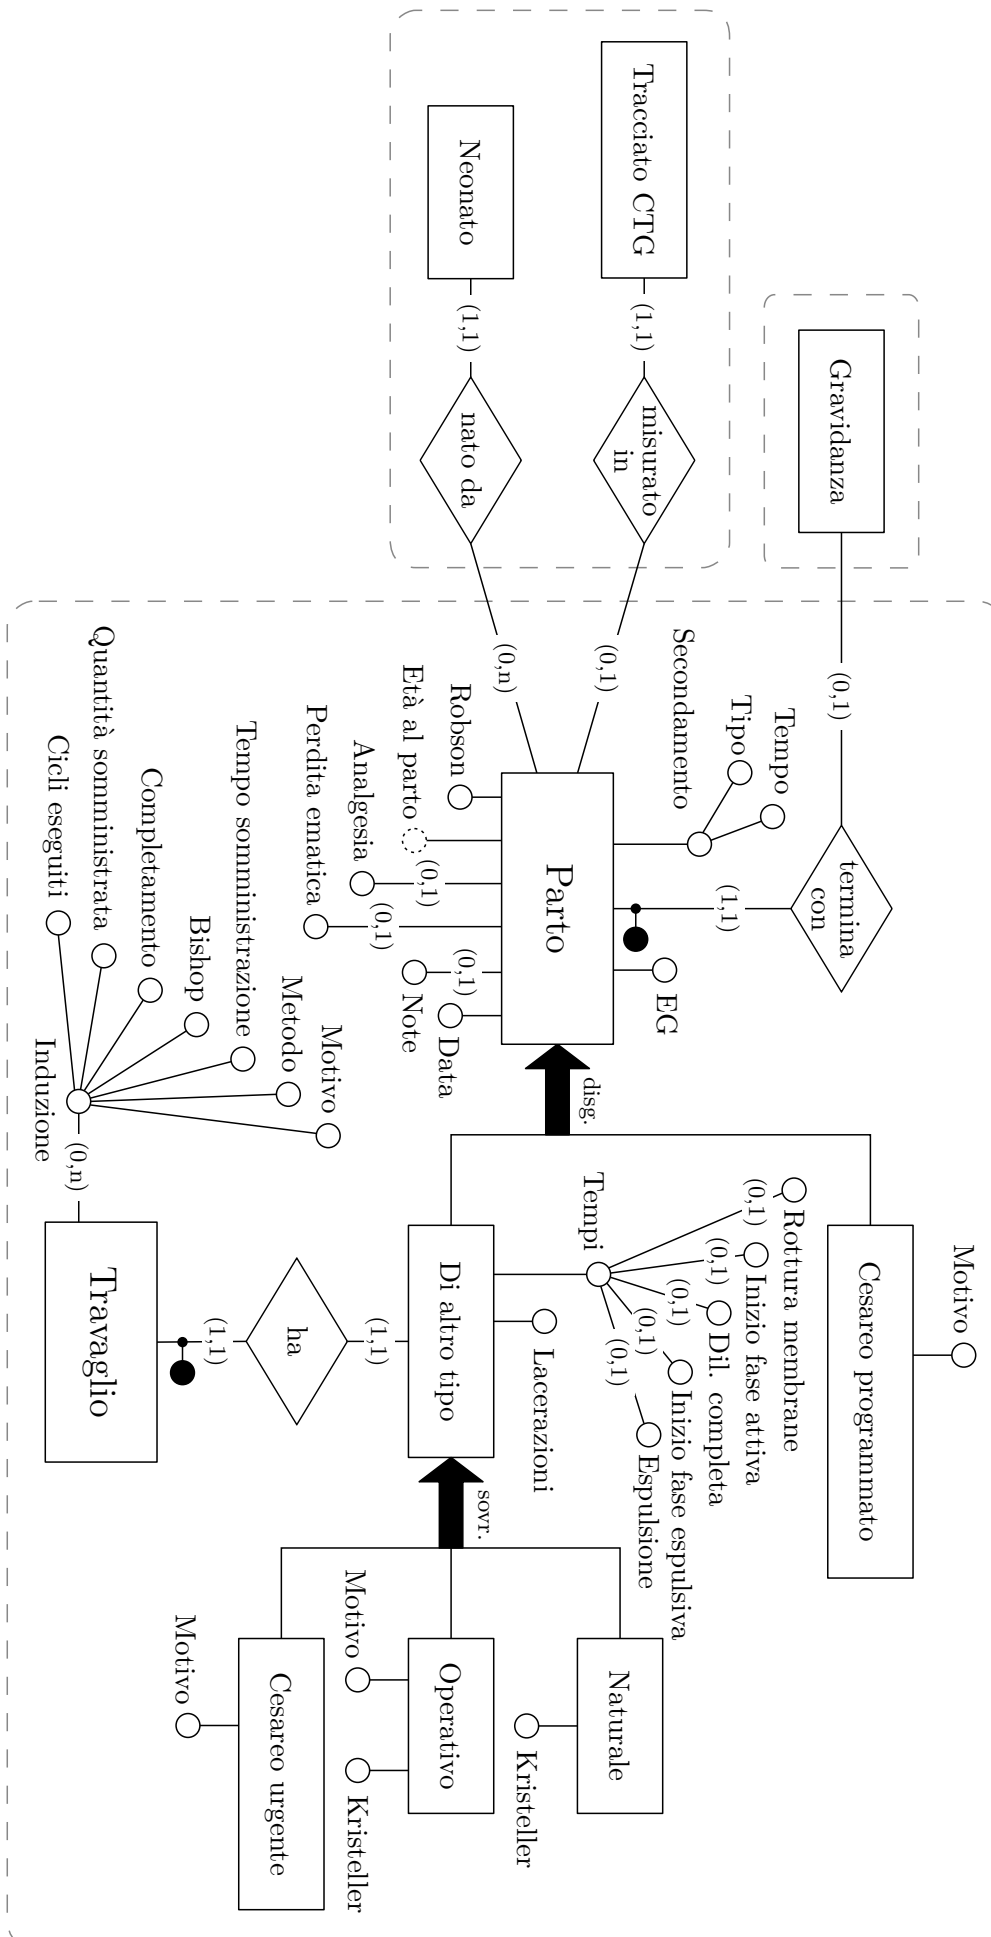 Gravidanza
(0,1)
termina
con
(1,1)
Tracciato CTG
(1,1)
misurato
in
(0,1)
Neonato
(1,1)
nato da
(0,n)
Parto
Secondamento
Tipo
Tempo
EG
Robson
Età al parto
Analgesia
(0,1)
Perdita ematica
(0,1)
Note
(0,1)
Data
disg.
Cesareo programmato
Motivo
Di altro tipo
Tempi
(0,1)
Rottura membrane
(0,1)
Inizio fase attiva
(0,1)
Dil. completa
(0,1)
Inizio fase espulsiva
(0,1)
Espulsione
Lacerazioni
(1,1)
ha
(1,1)
Travaglio
(0,n)
Induzione
Motivo
Metodo
Tempo somministrazione
Bishop
Completamento
Quantità somministrata
Cicli eseguiti
sovr.
Naturale
Kristeller
Operativo
Motivo
Kristeller
Cesareo urgente
Motivo